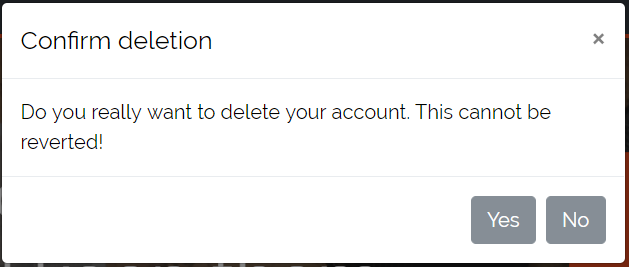 Confirm deletion ×
Do you really want to delete your account. This cannot be
reverted!
Yes No